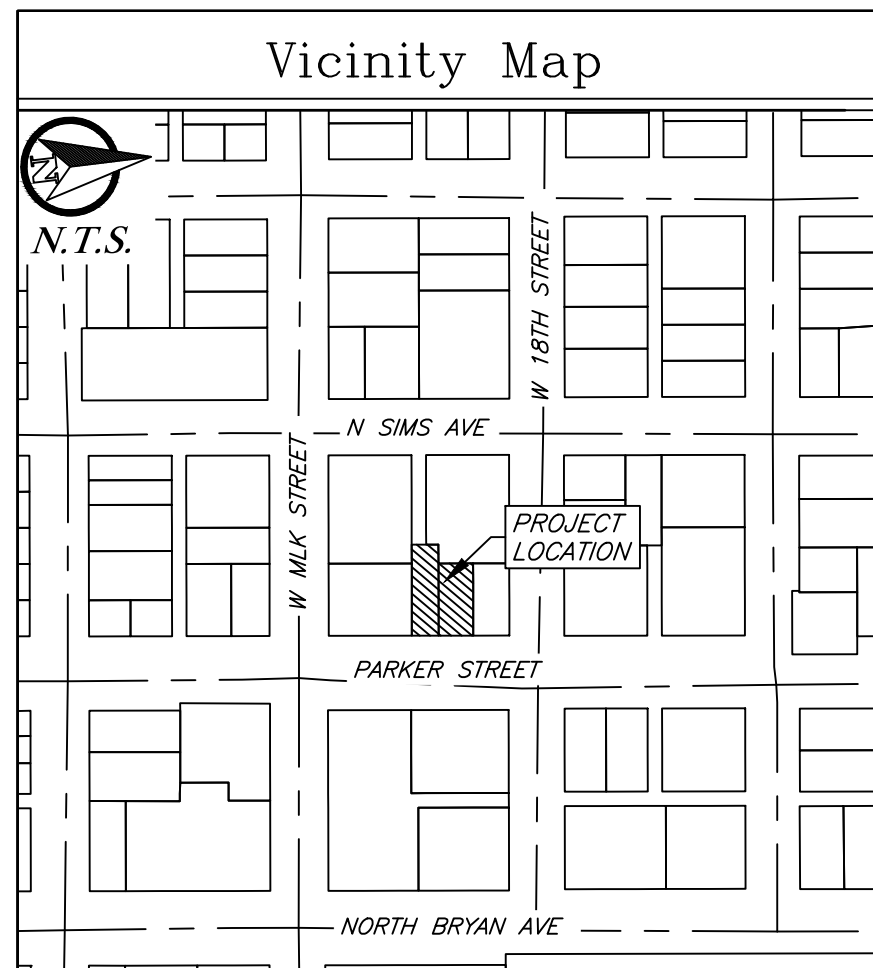 Vicinity Map
N
N.T.S.
W 18TH STREET
N SIMS AVE
W MLK STREET
PROJECT
LOCATION
PARKER STREET
NORTH BRYAN AVE